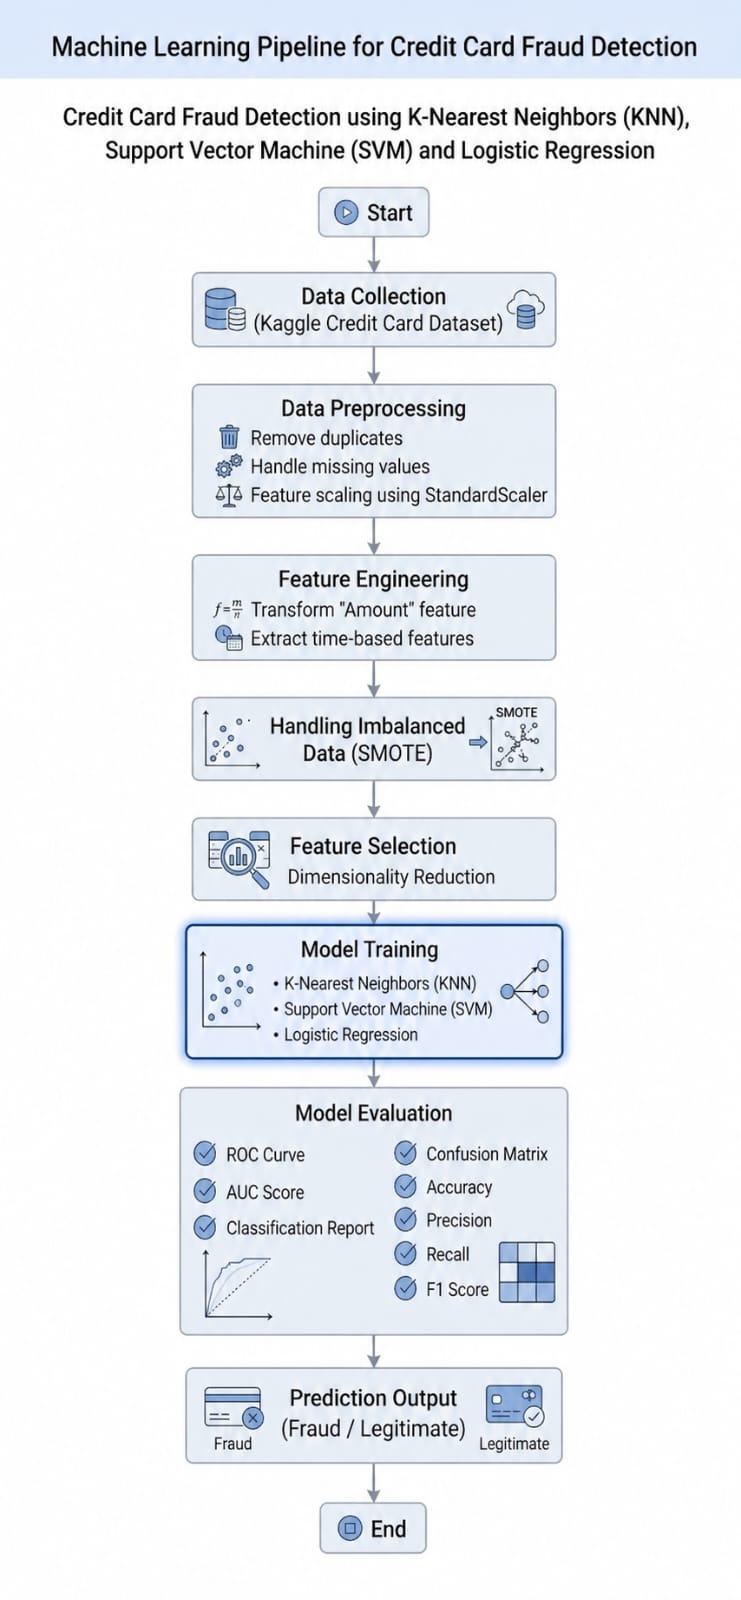 Machine Learning Pipeline for Credit Card Fraud Detection
Credit Card Fraud Detection using K-Nearest Neighbors (KNN),
Support Vector Machine (SVM) and Logistic Regression
Start
Data Collection
(Kaggle Credit Card Dataset)
Data Preprocessing
Remove duplicates
Handle missing values
Feature scaling using StandardScaler
Feature Engineering
f=m/n Transform "Amount" feature
Extract time-based features
Handling Imbalanced
Data (SMOTE)
SMOTE
Feature Selection
Dimensionality Reduction
Model Training
• K-Nearest Neighbors (KNN)
• Support Vector Machine (SVM)
• Logistic Regression
Model Evaluation
ROC Curve
AUC Score
Classification Report
Confusion Matrix
Accuracy
Precision
Recall
F1 Score
Prediction Output
(Fraud / Legitimate)
Fraud
Legitimate
End